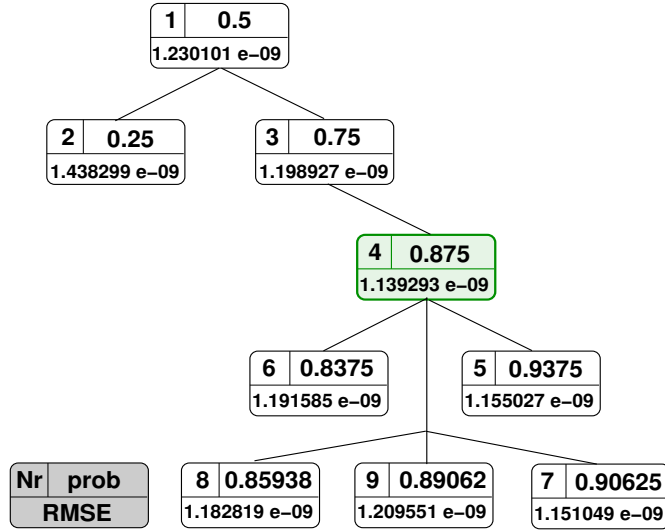 1 0.5
1.230101 e−09
2 0.25
1.438299 e−09
3 0.75
1.198927 e−09
4 0.875
1.139293 e−09
6 0.8375
1.191585 e−09
5 0.9375
1.155027 e−09
Nr prob
RMSE
8 0.85938
1.182819 e−09
9 0.89062
1.209551 e−09
7 0.90625
1.151049 e−09